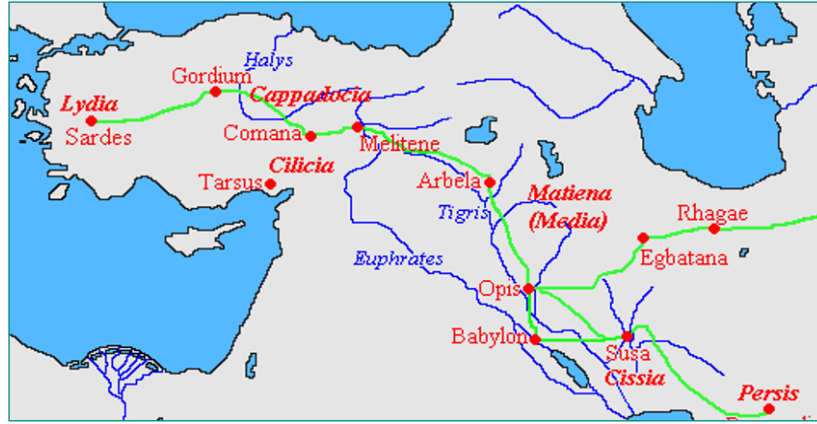 Halys
Gordium
Cappadocia
Lydia
Sardes
Comana
Melitene
Cilicia
Tarsus
Arbela
Matiena
(Media)
Tigris
Rhagae
Egbatana
Euphrates
Opis
Babylon
Susa
Cissia
Persis